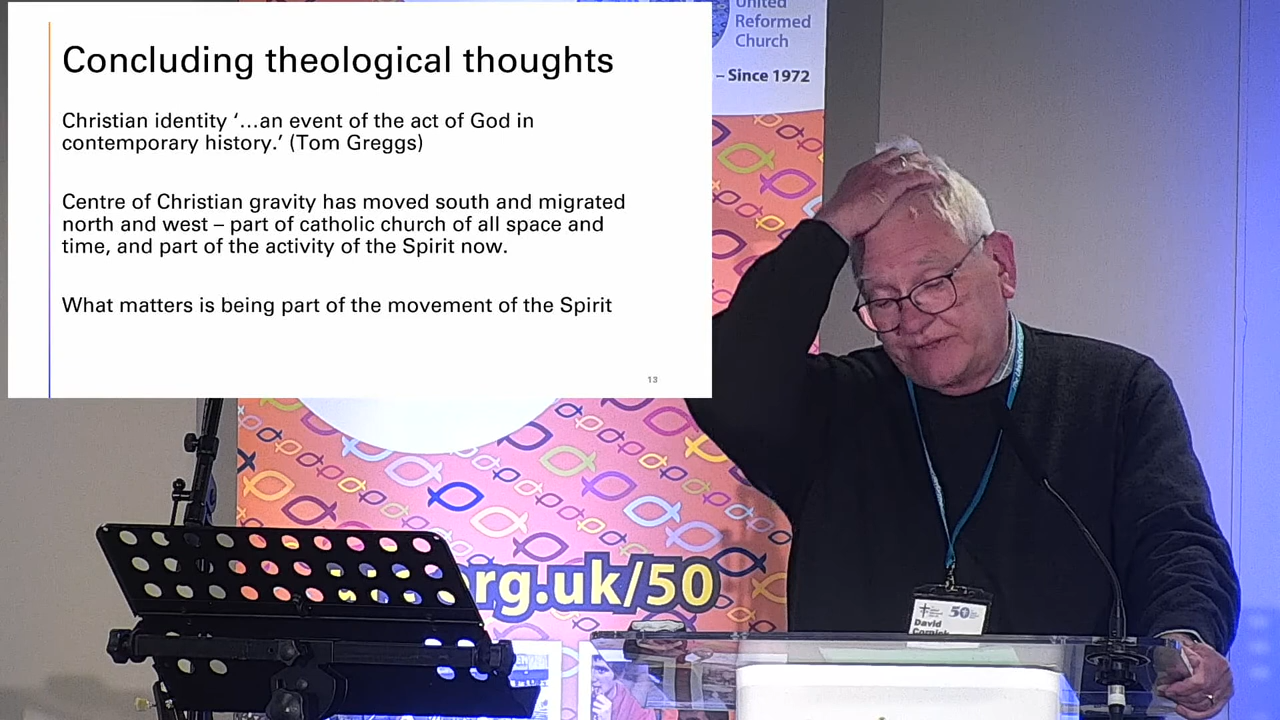 Concluding theological thoughts
Christian identity ‘...an event of the act of God in
contemporary history.’ (Tom Greggs)
Centre of Christian gravity has moved south and migrated
north and west – part of catholic church of all space and
time, and part of the activity of the Spirit now.
What matters is being part of the movement of the Spirit
13
United
Reformed
Church
– Since 1972
rg.uk/50
50
David